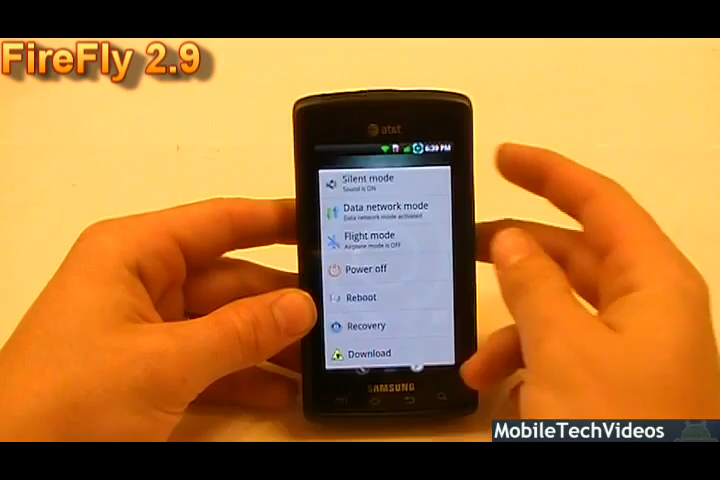 FireFly 2.9
at&t
6:39 PM
Silent mode
Sound is ON
Data network mode
Data network mode activated
Flight mode
Airplane mode is OFF
Power off
Reboot
Recovery
Download
SAMSUNG
MobileTechVideos